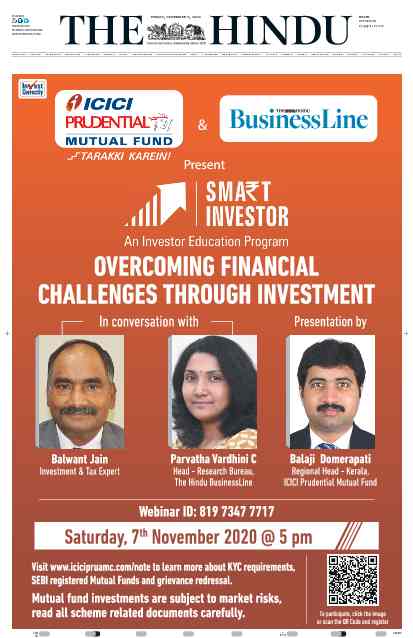 THE HINDU
Invest Correctly
ICICI
PRUDENTIAL
MUTUAL FUND
TARAKKI KAREIN!
&
THE HINDU
BusinessLine
Present
SMA₹T
INVESTOR
An Investor Education Program
OVERCOMING FINANCIAL
CHALLENGES THROUGH INVESTMENT
In conversation with
Presentation by
Balwant Jain
Investment & Tax Expert
Parvatha Vardhini C
Head - Research Bureau,
The Hindu BusinessLine
Balaji Domerapati
Regional Head - Kerala,
ICICI Prudential Mutual Fund
Webinar ID: 819 7347 7717
Saturday, 7th November 2020 @ 5 pm
Visit www.icicipruamc.com/note to learn more about KYC requirements,
SEBI registered Mutual Funds and grievance redressal.
Mutual fund investments are subject to market risks,
read all scheme related documents carefully.
To participate, click the image
or scan the QR Code and register